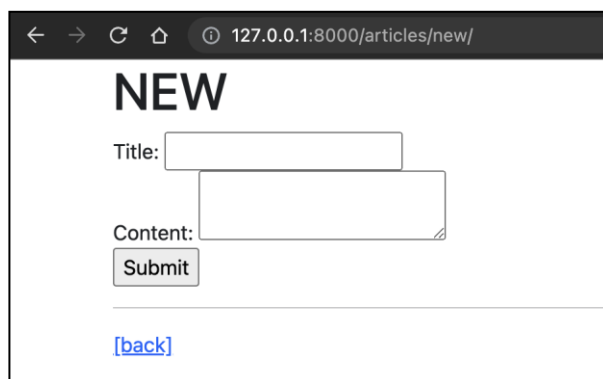 127.0.0.1:8000/articles/new/
NEW
Title:
Content:
Submit
[back]